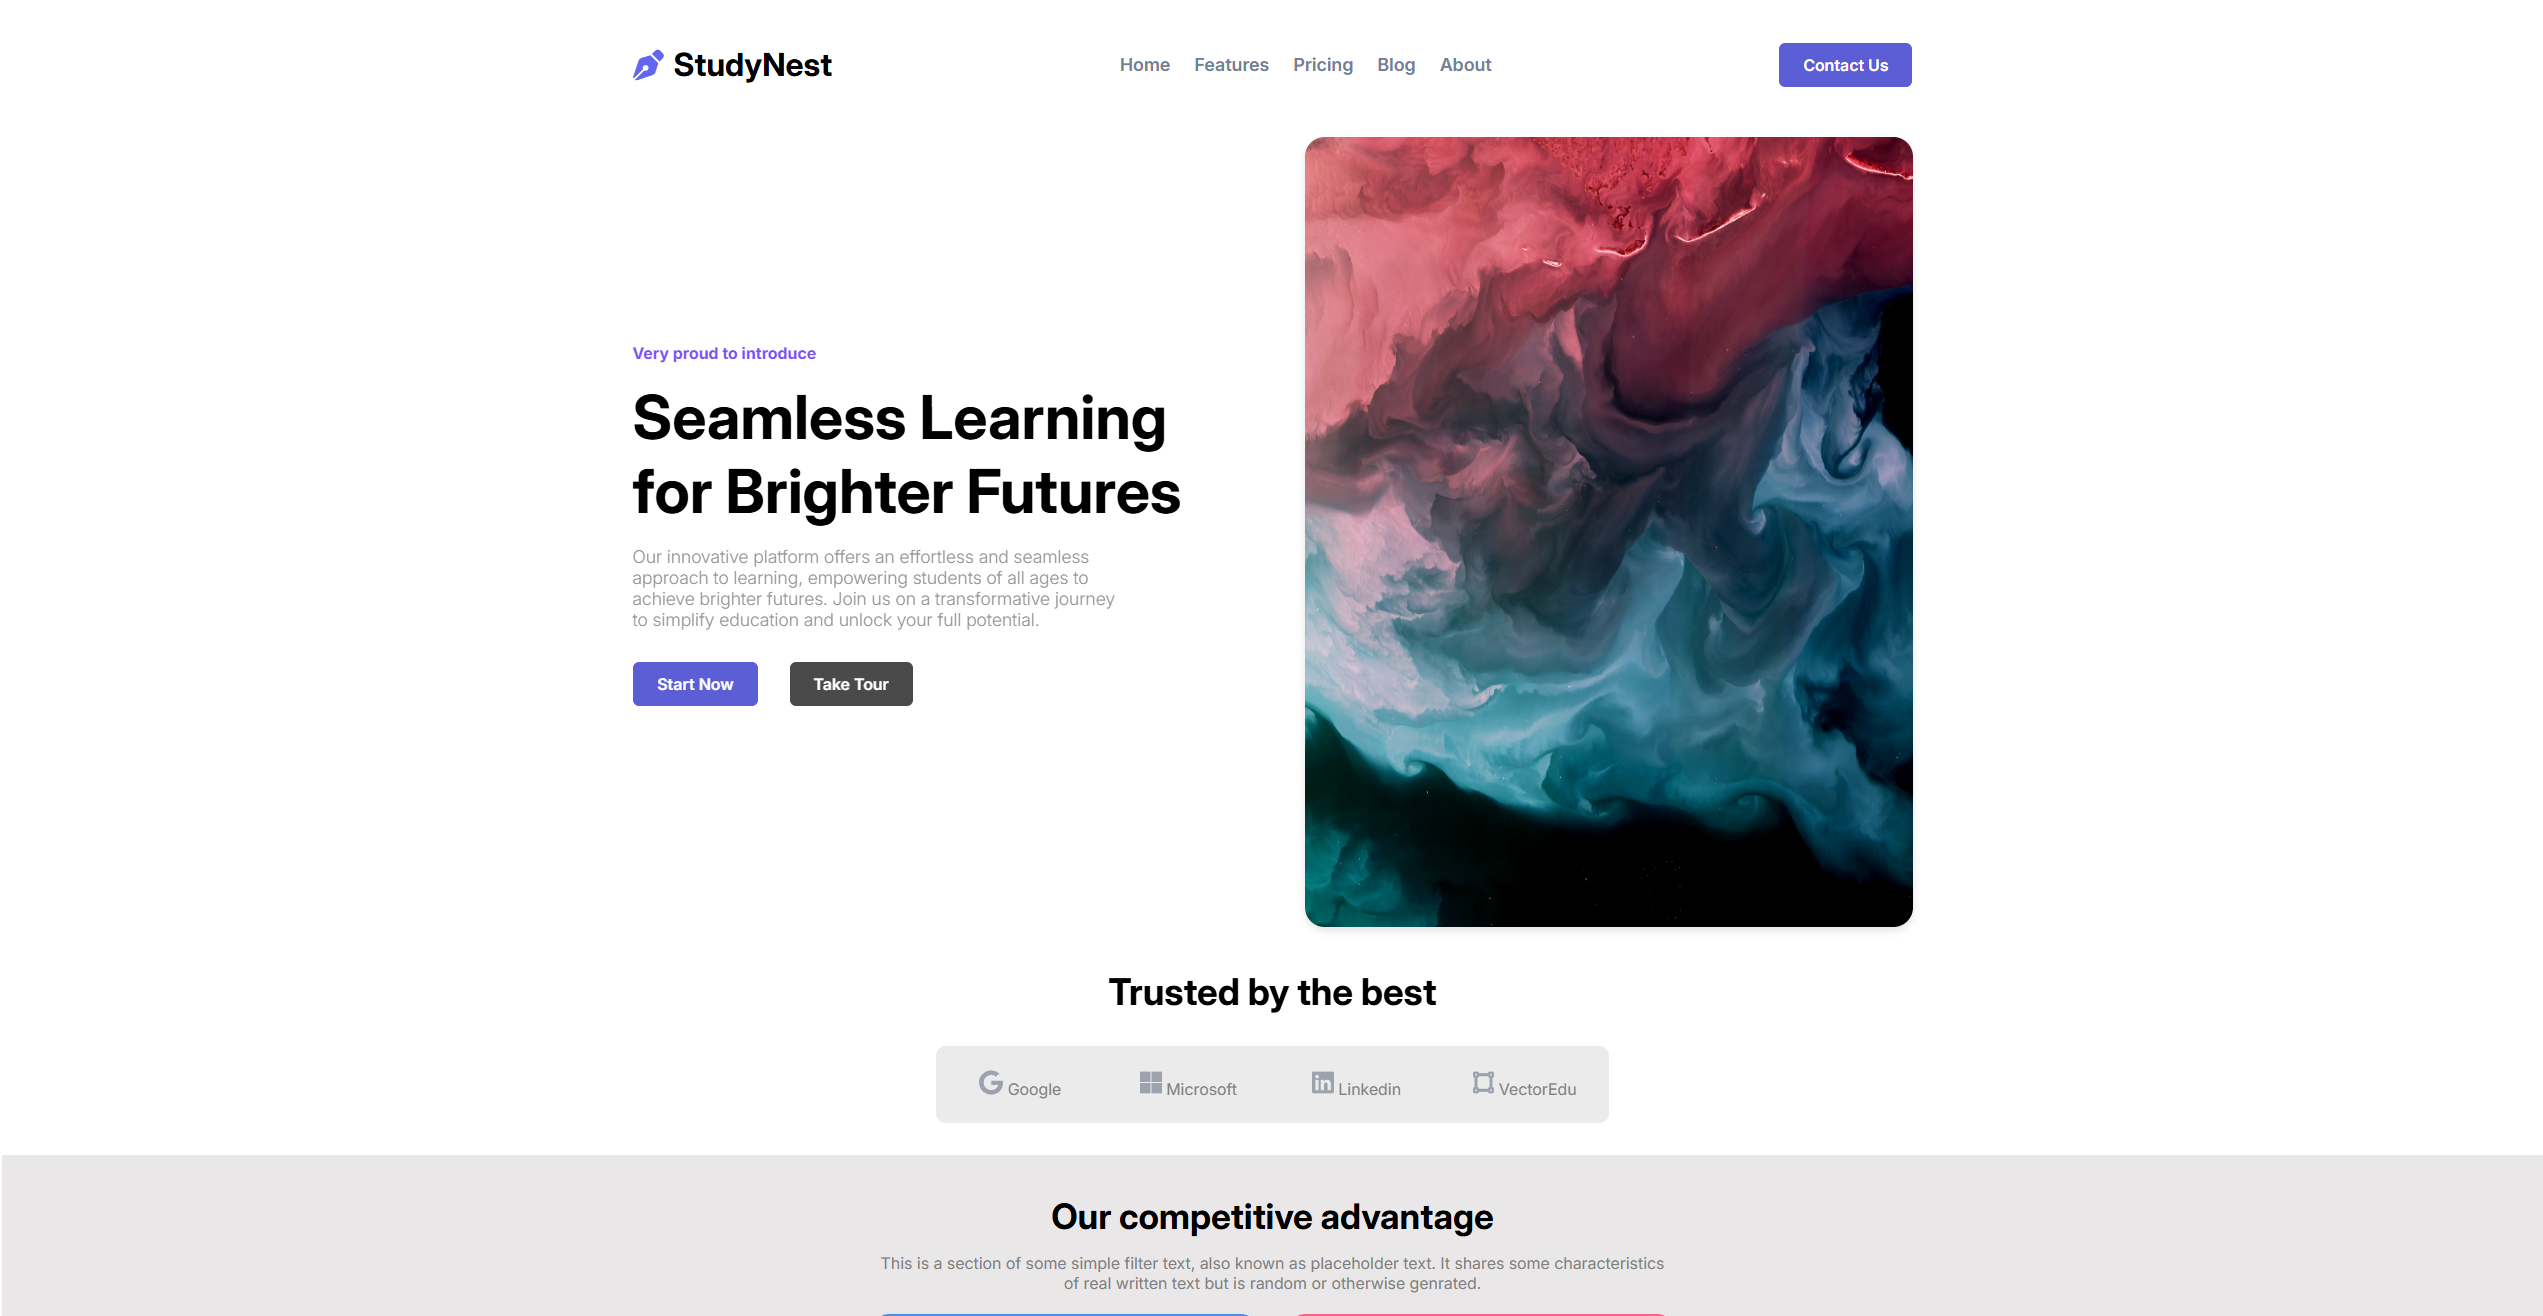 StudyNest
Home Features Pricing Blog About
Contact Us
Very proud to introduce
Seamless Learning
for Brighter Futures
Our innovative platform offers an effortless and seamless
approach to learning, empowering students of all ages to
achieve brighter futures. Join us on a transformative journey
to simplify education and unlock your full potential.
Start Now
Take Tour
Trusted by the best
Google
Microsoft
Linkedin
VectorEdu
Our competitive advantage
This is a section of some simple filter text, also known as placeholder text. It shares some characteristics
of real written text but is random or otherwise genrated.